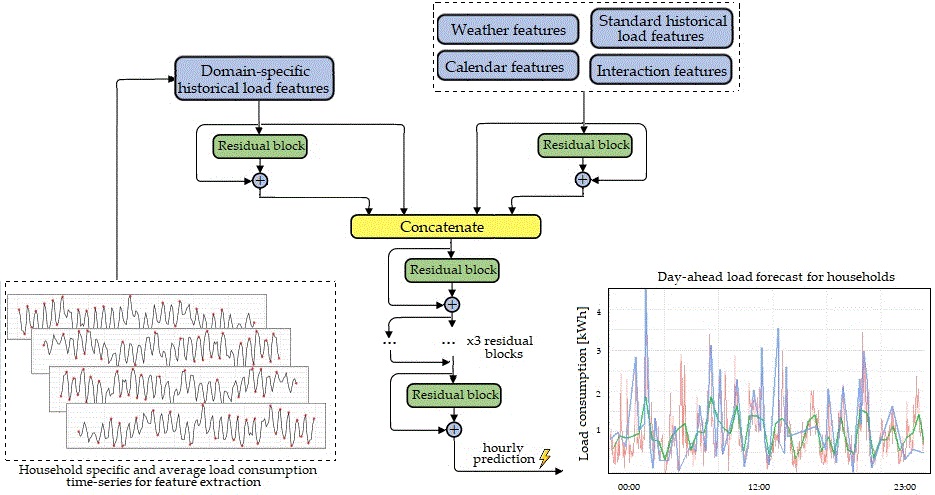 Weather features
Standard historical
load features
Calendar features
Interaction features
Domain-specific
historical load features
Residual block
Residual block
+
+
Concatenate
Residual block
+
...
...
x3 residual
blocks
Residual block
+
hourly
prediction
Household specific and average load consumption
time-series for feature extraction
Day-ahead load forecast for households
Load consumption [kWh]
4
3
2
1
00:00
12:00
23:00